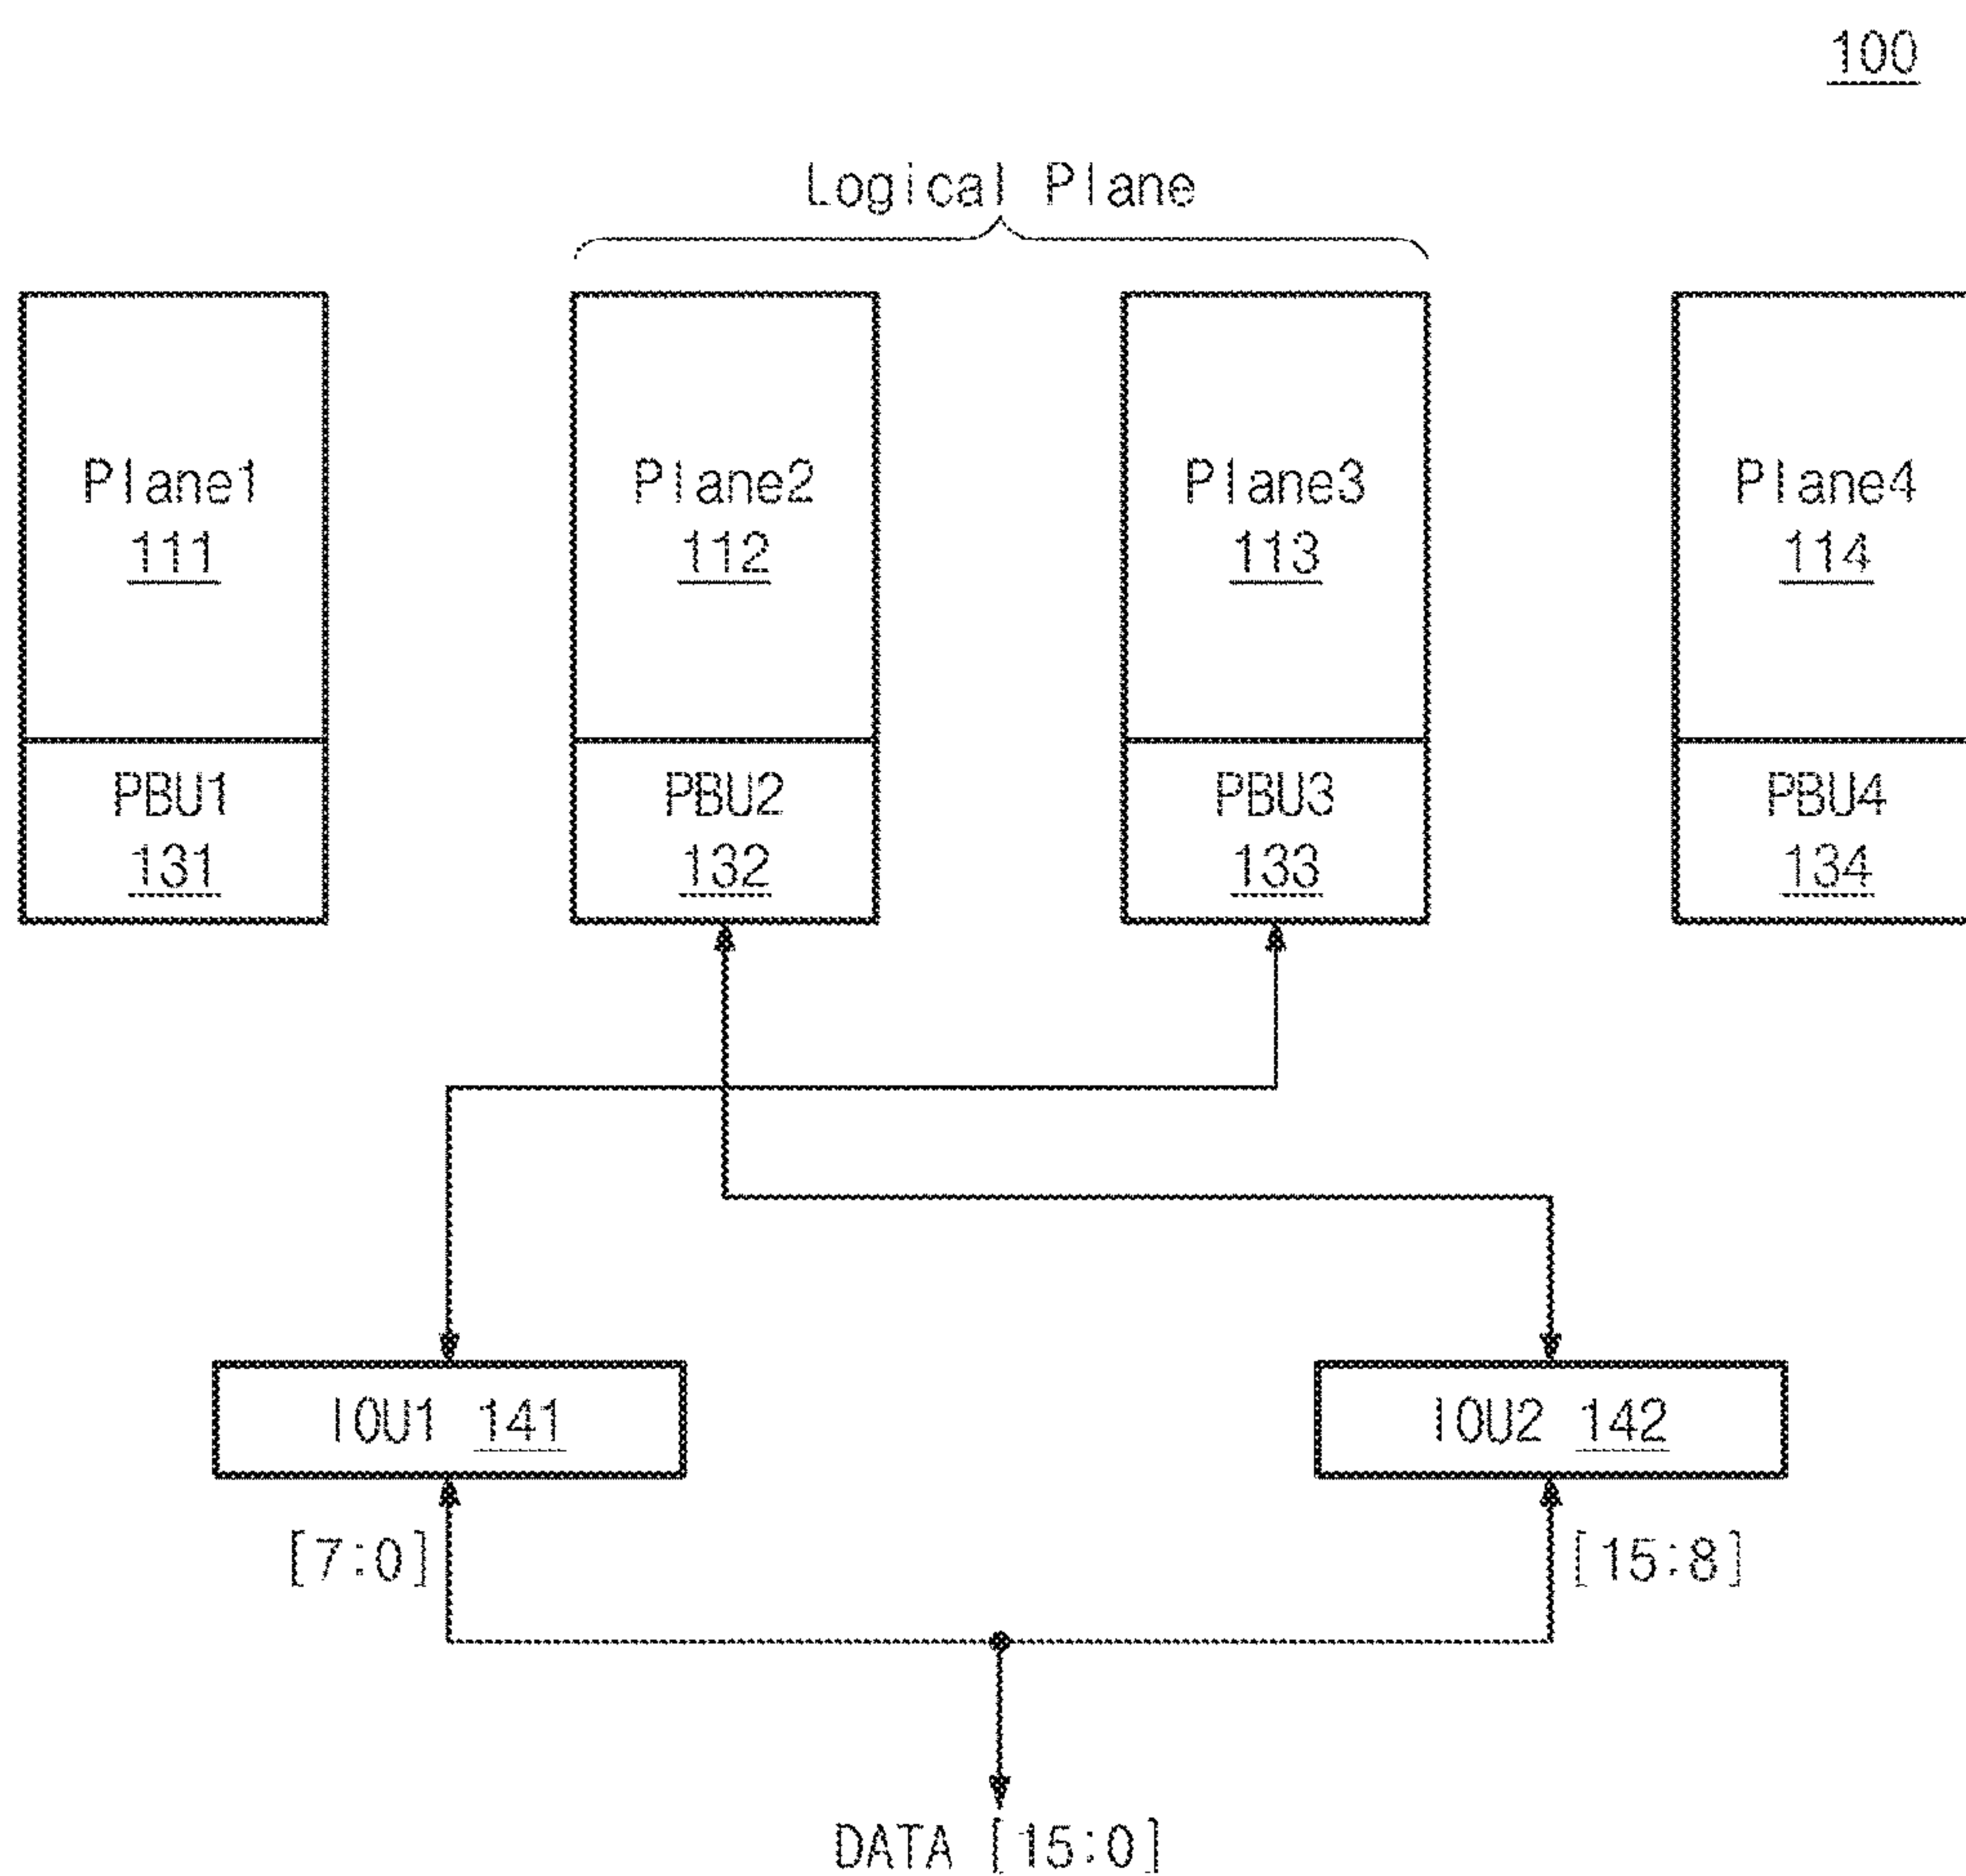 100
Logical Plane
Plane1
111
Plane2
112
Plane3
113
Plane4
114
PBU1
131
PBU2
132
PBU3
133
PBU4
134
IOU1 141
IOU2 142
[7:0]
[15:8]
DATA [15:0]